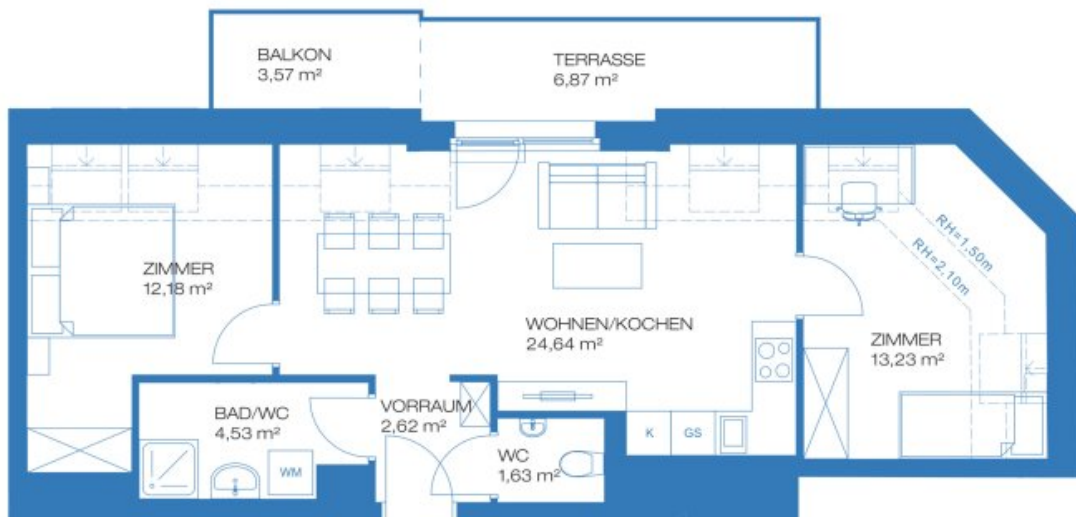 BALKON
3,57 m²
TERRASSE
6,87 m²
ZIMMER
12,18 m²
WOHNEN/KOCHEN
24,64 m²
RH=1,50m
RH=2,10m
ZIMMER
13,23 m²
BAD/WC
4,53 m²
WM
VORRAUM
2,62 m²
WC
1,63 m²
K
GS